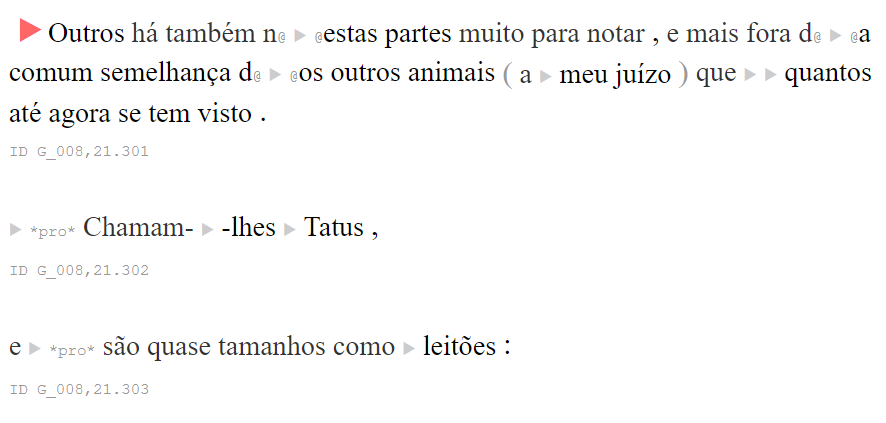 ▶ Outros há também n@ ▶ @estas partes muito para notar , e mais fora d@ ▶ @a
comum semelhança d@ ▶ @os outros animais ( a ▶ meu juízo ) que ▶ ▶ quantos
até agora se tem visto .
ID G_008,21.301
▶ *pro* Chamam- ▶ -lhes ▶ Tatus ,
ID G_008,21.302
e ▶ *pro* são quase tamanhos como ▶ leitões :
ID G_008,21.303